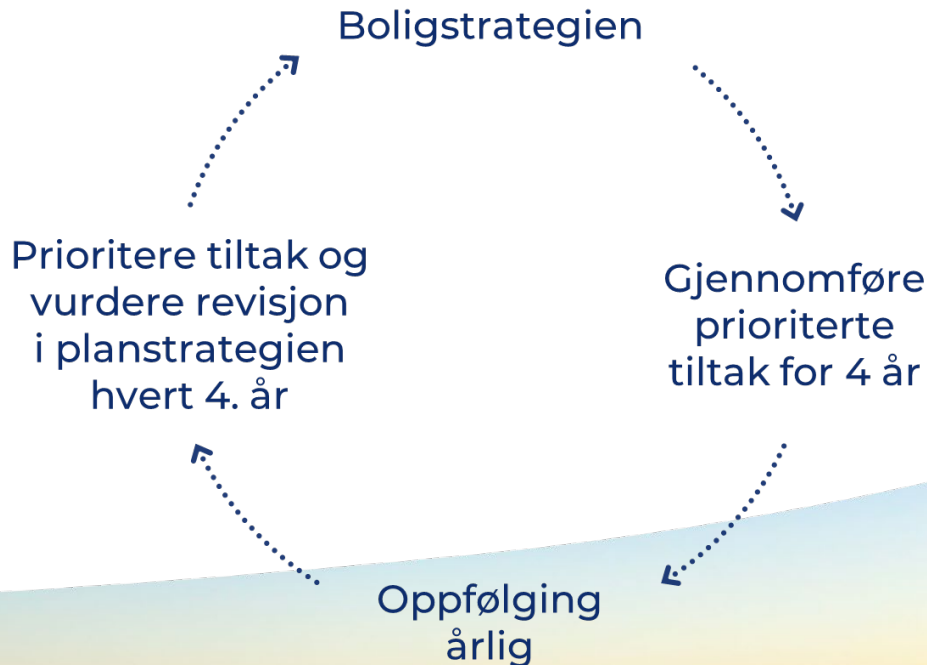 Boligstrategien
Prioritere tiltak og
vurdere revisjon
i planstrategien
hvert 4. år
Gjennomføre
prioriterte
tiltak for 4 år
Oppfølging
årlig